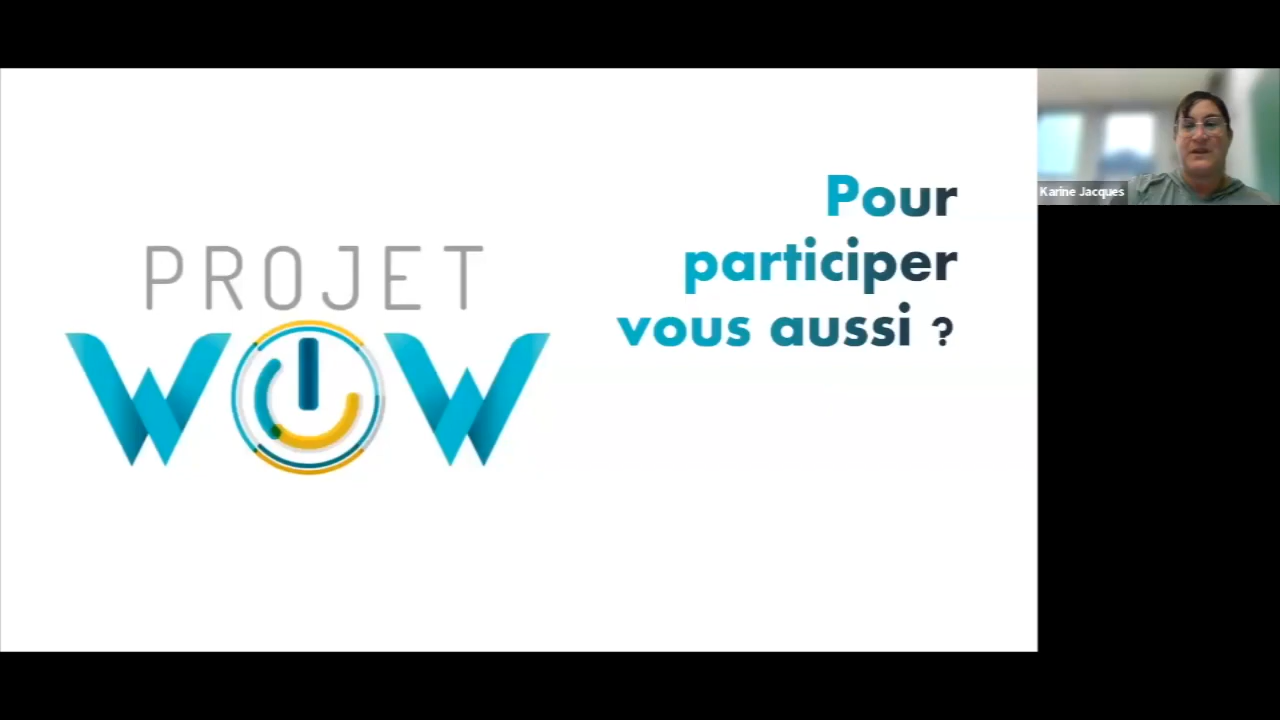 PROJET
WOW
Pour
participer
vous aussi ?
Karine Jacques